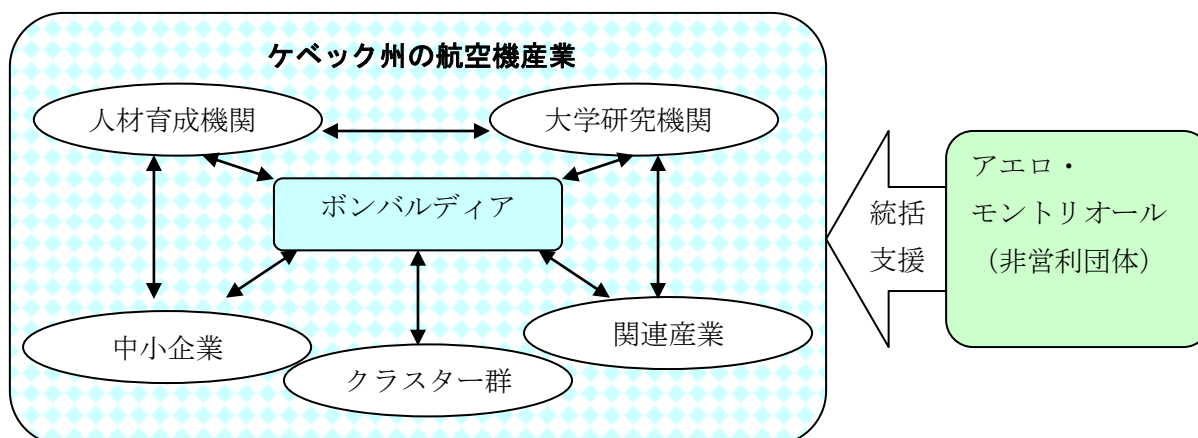 ケベック州の航空機産業
人材育成機関
大学研究機関
ボンバルディア
中小企業
クラスター群
関連産業
統括
支援
アエロ・
モントリオール
（非営利団体）